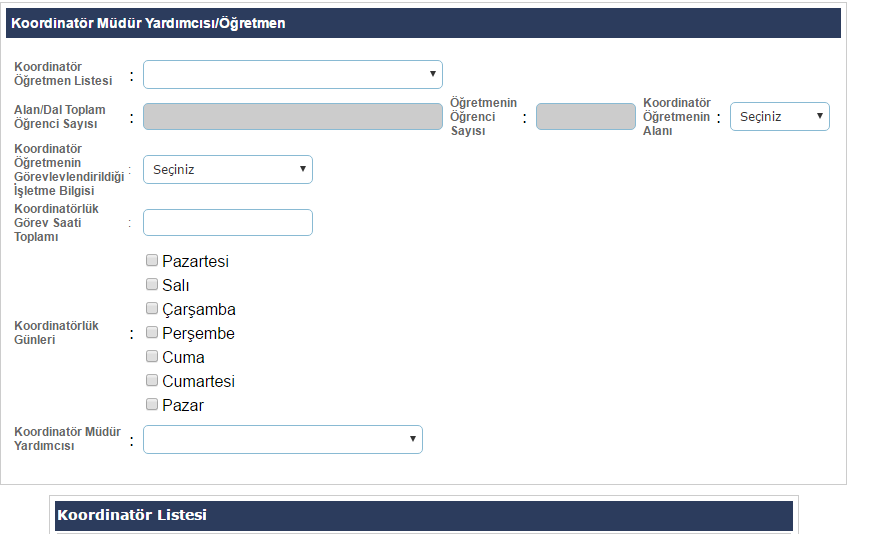 Koordinatör Müdür Yardımcısı/Öğretmen
Koordinatör
Öğretmen Listesi :
Alan/Dal Toplam
Öğrenci Sayısı :
Öğretmenin
Öğrenci
Sayısı :
Koordinatör
Öğretmenin
Alanı : Seçiniz
Koordinatör
Öğretmenin
Görevlevlendirildiği
İşletme Bilgisi : Seçiniz
Koordinatörlük
Görev Saati
Toplamı :
Koordinatörlük
Günleri :
Pazartesi
Salı
Çarşamba
Perşembe
Cuma
Cumartesi
Pazar
Koordinatör Müdür
Yardımcısı :
Koordinatör Listesi